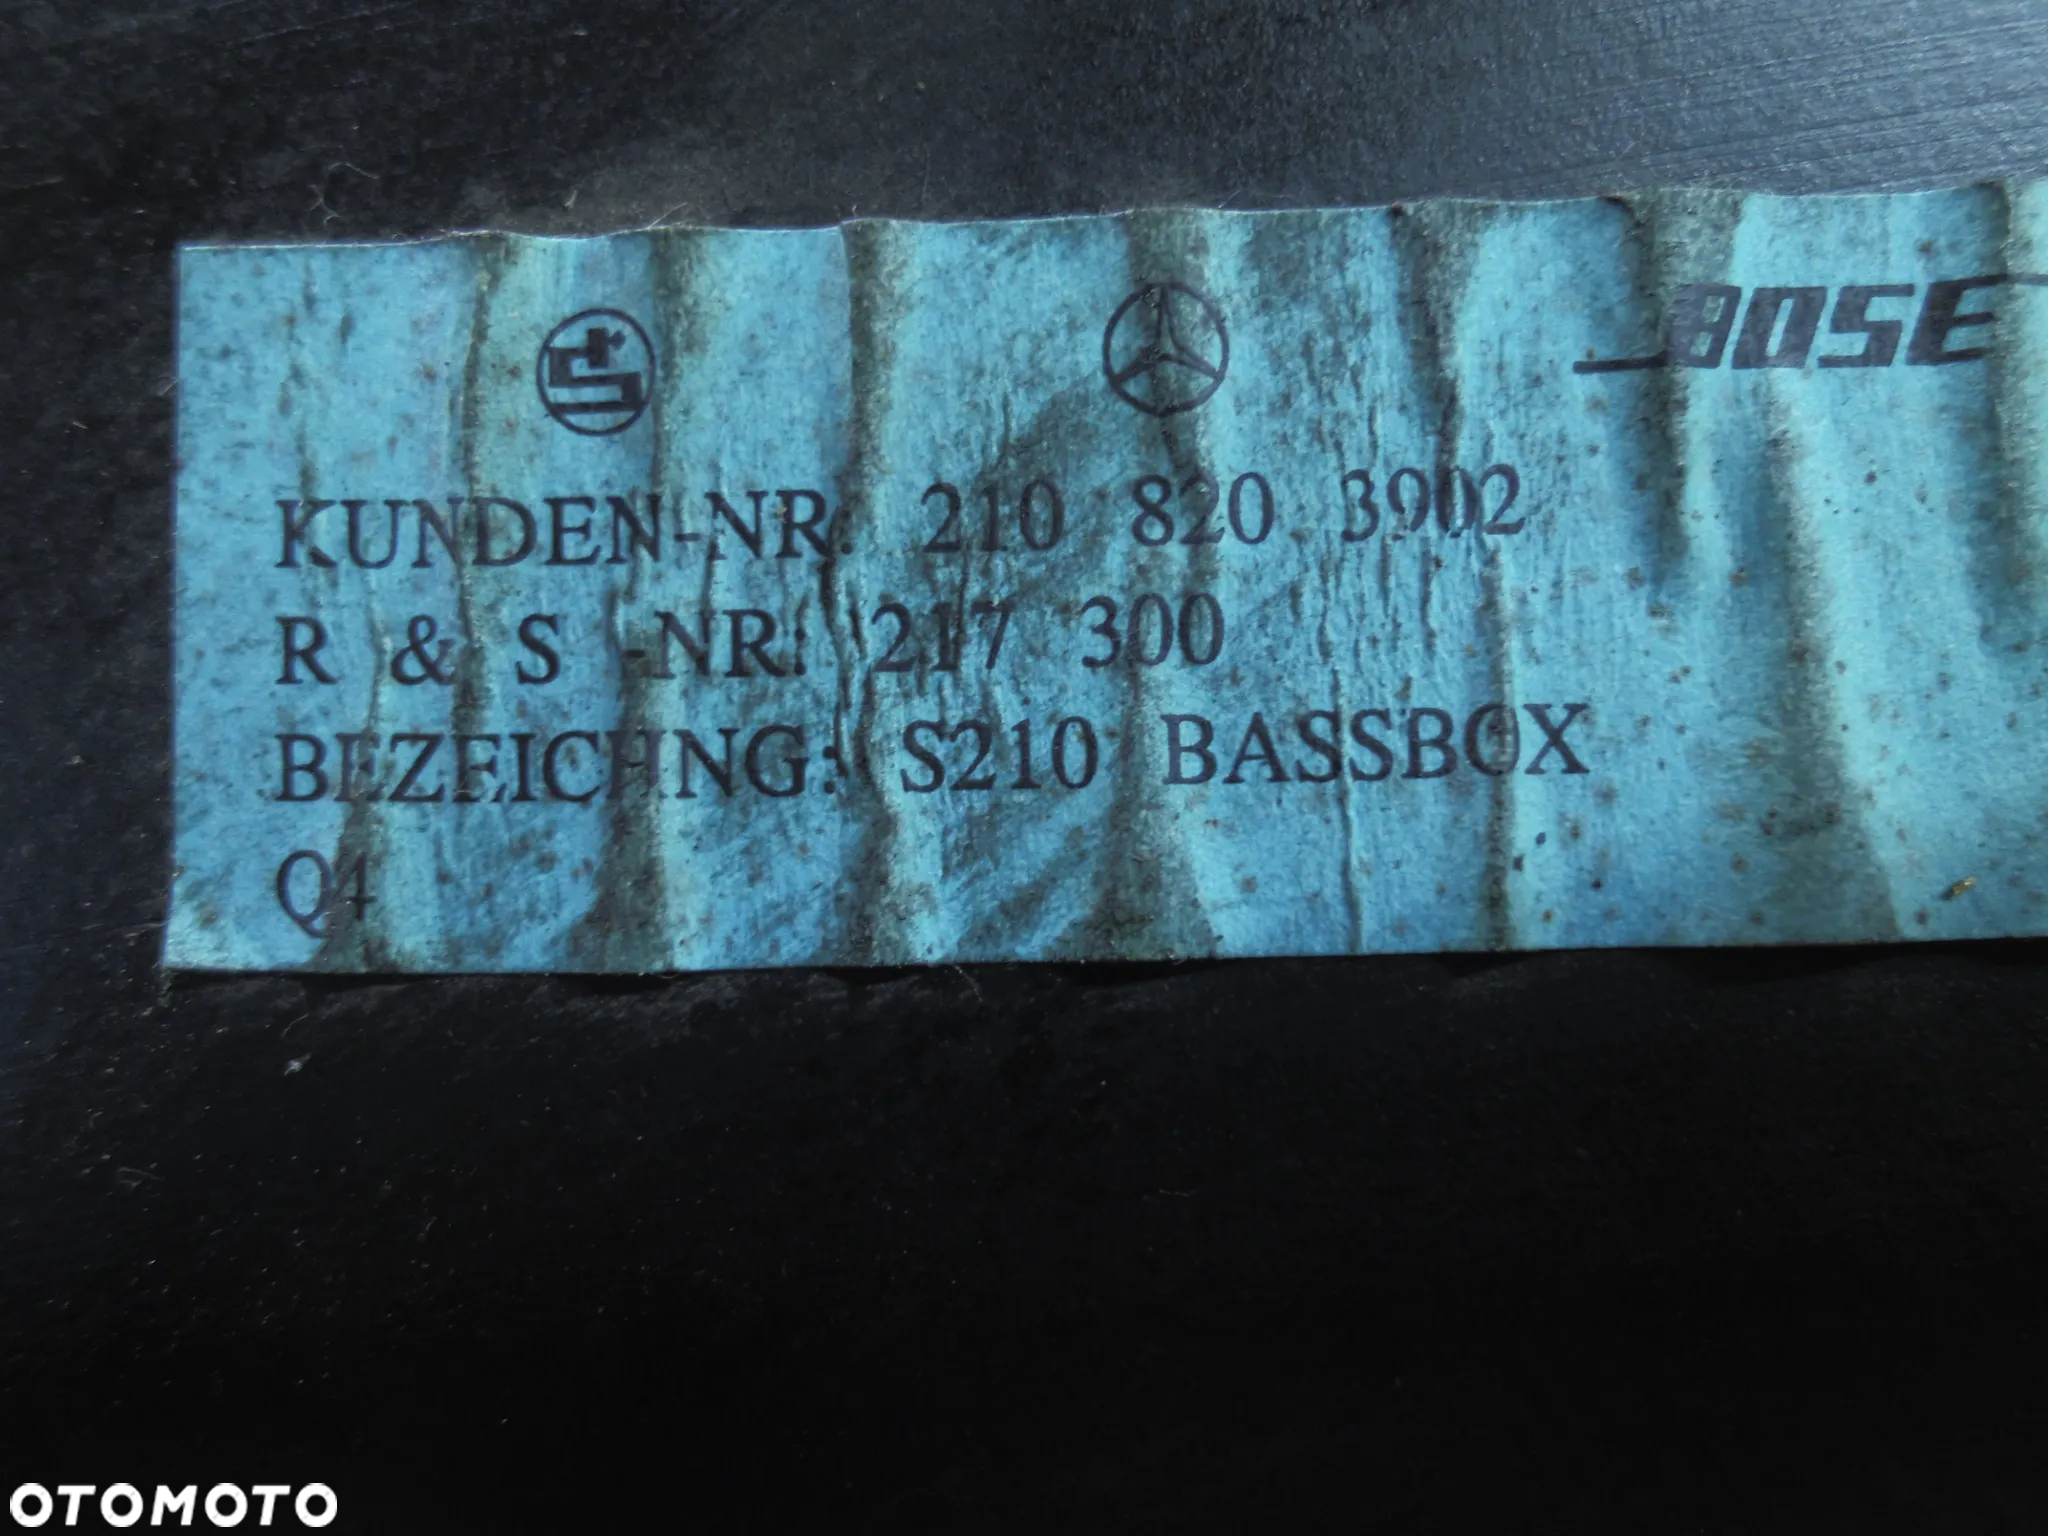 BOSE
KUNDEN-NR: 210 820 3902
R & S -NR: 217 300
BEZEICHNG: S210 BASSBOX
Q4
OTOMOTO